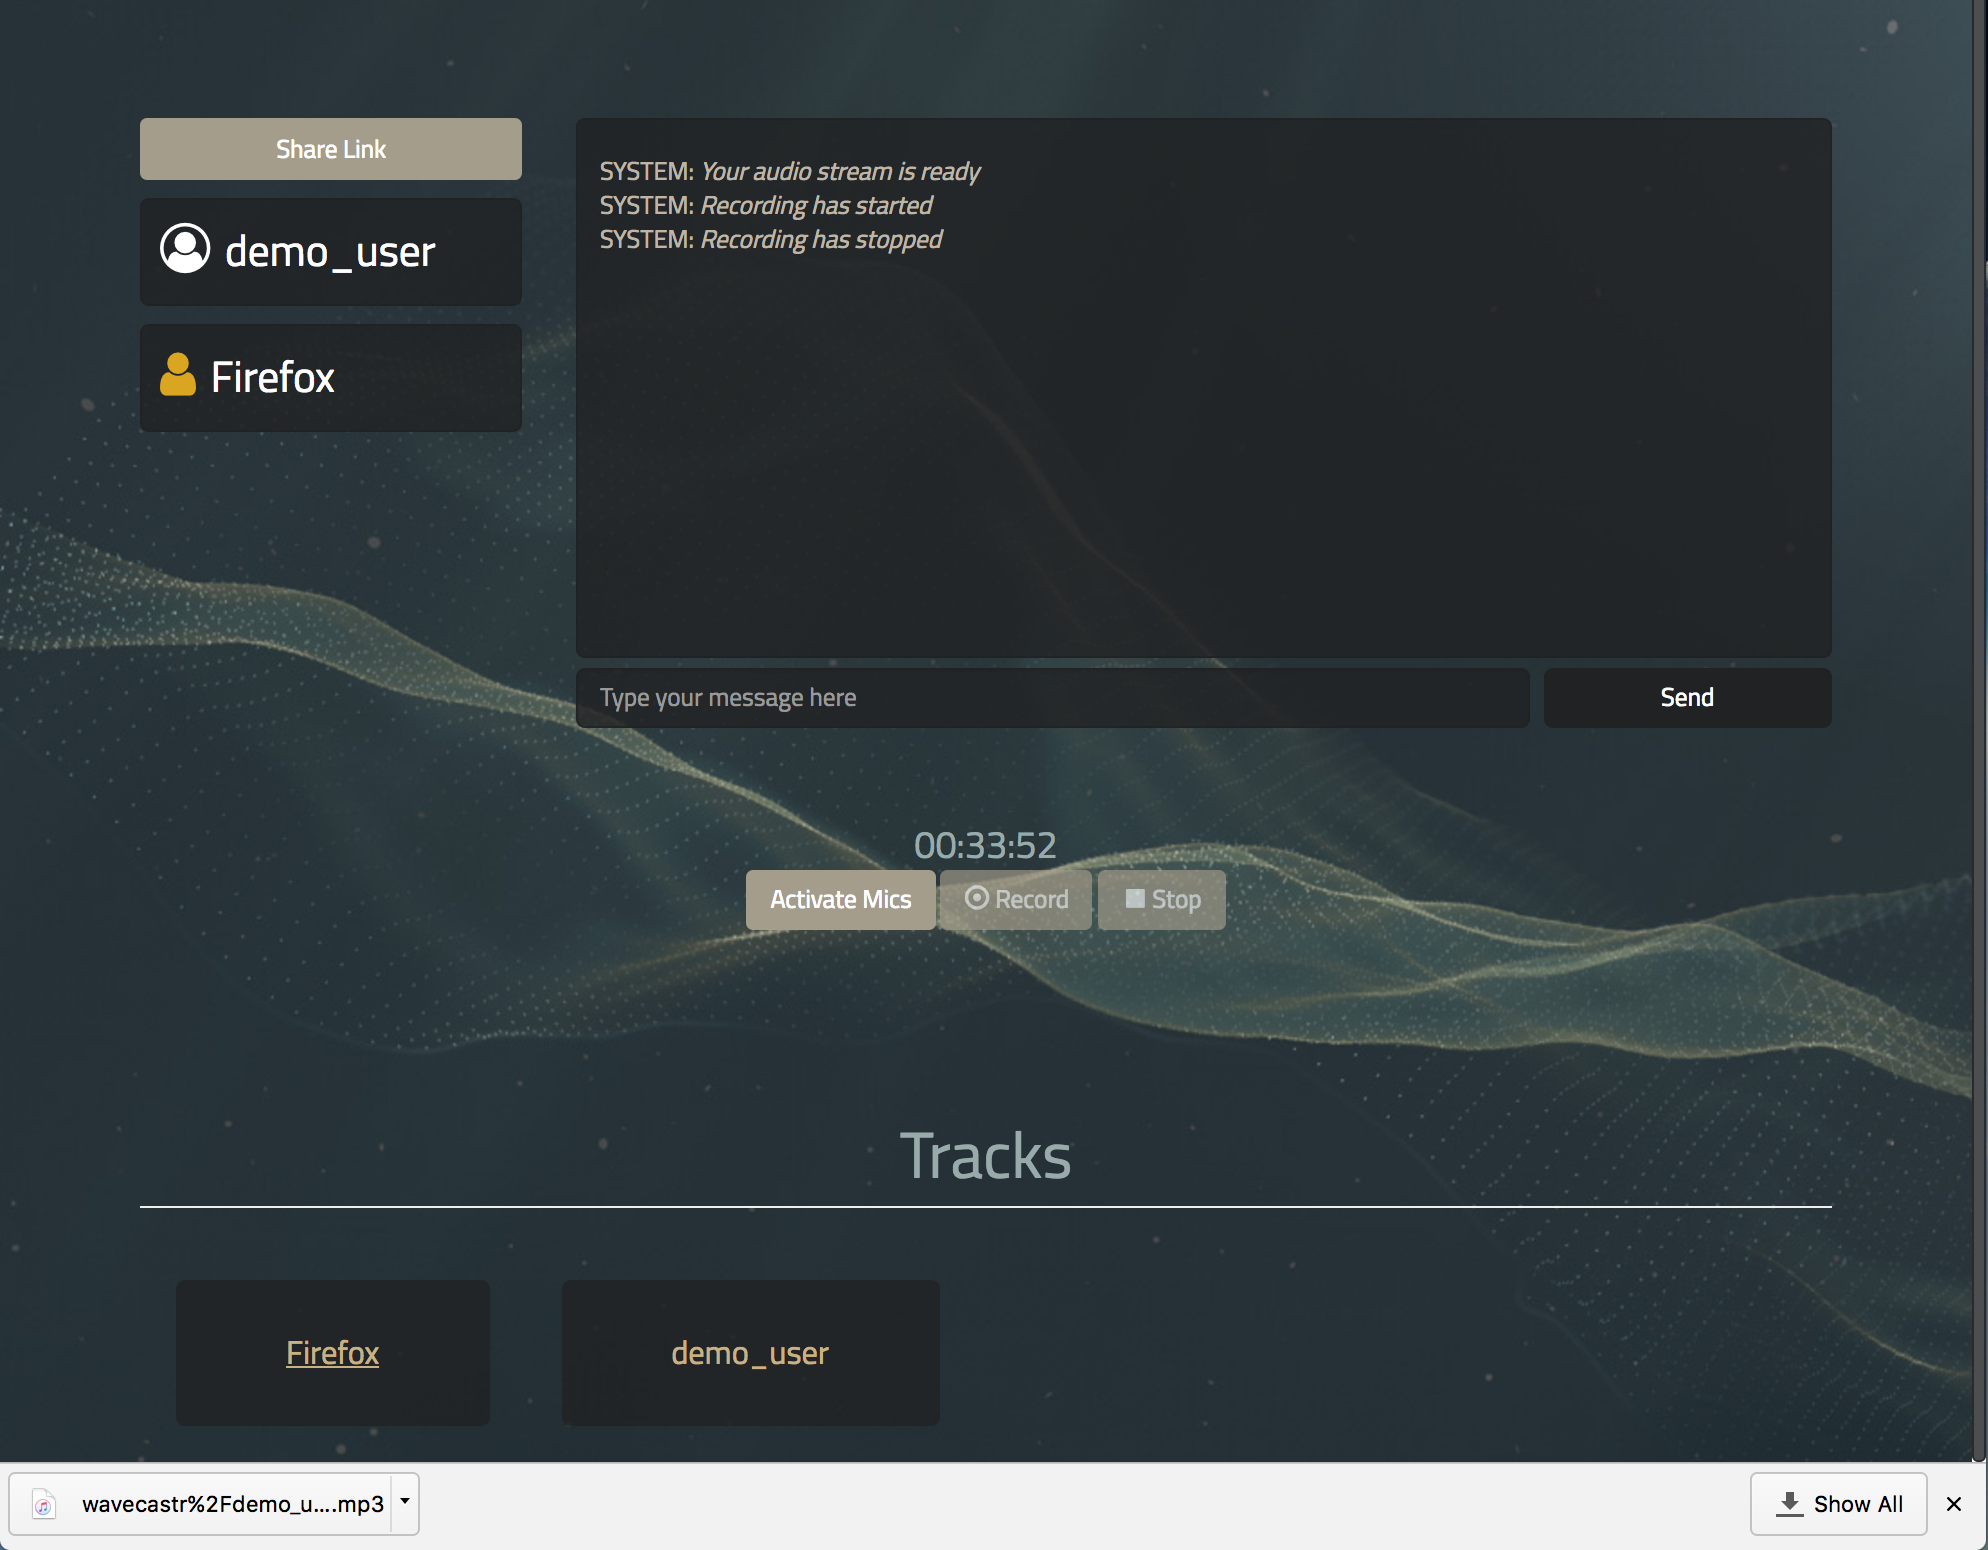 Share Link
demo_user
Firefox
SYSTEM: Your audio stream is ready
SYSTEM: Recording has started
SYSTEM: Recording has stopped
Type your message here
Send
00:33:52
Activate Mics
Record
Stop
Tracks
Firefox
demo_user
wavecastr%2Fdemo_u....mp3
Show All